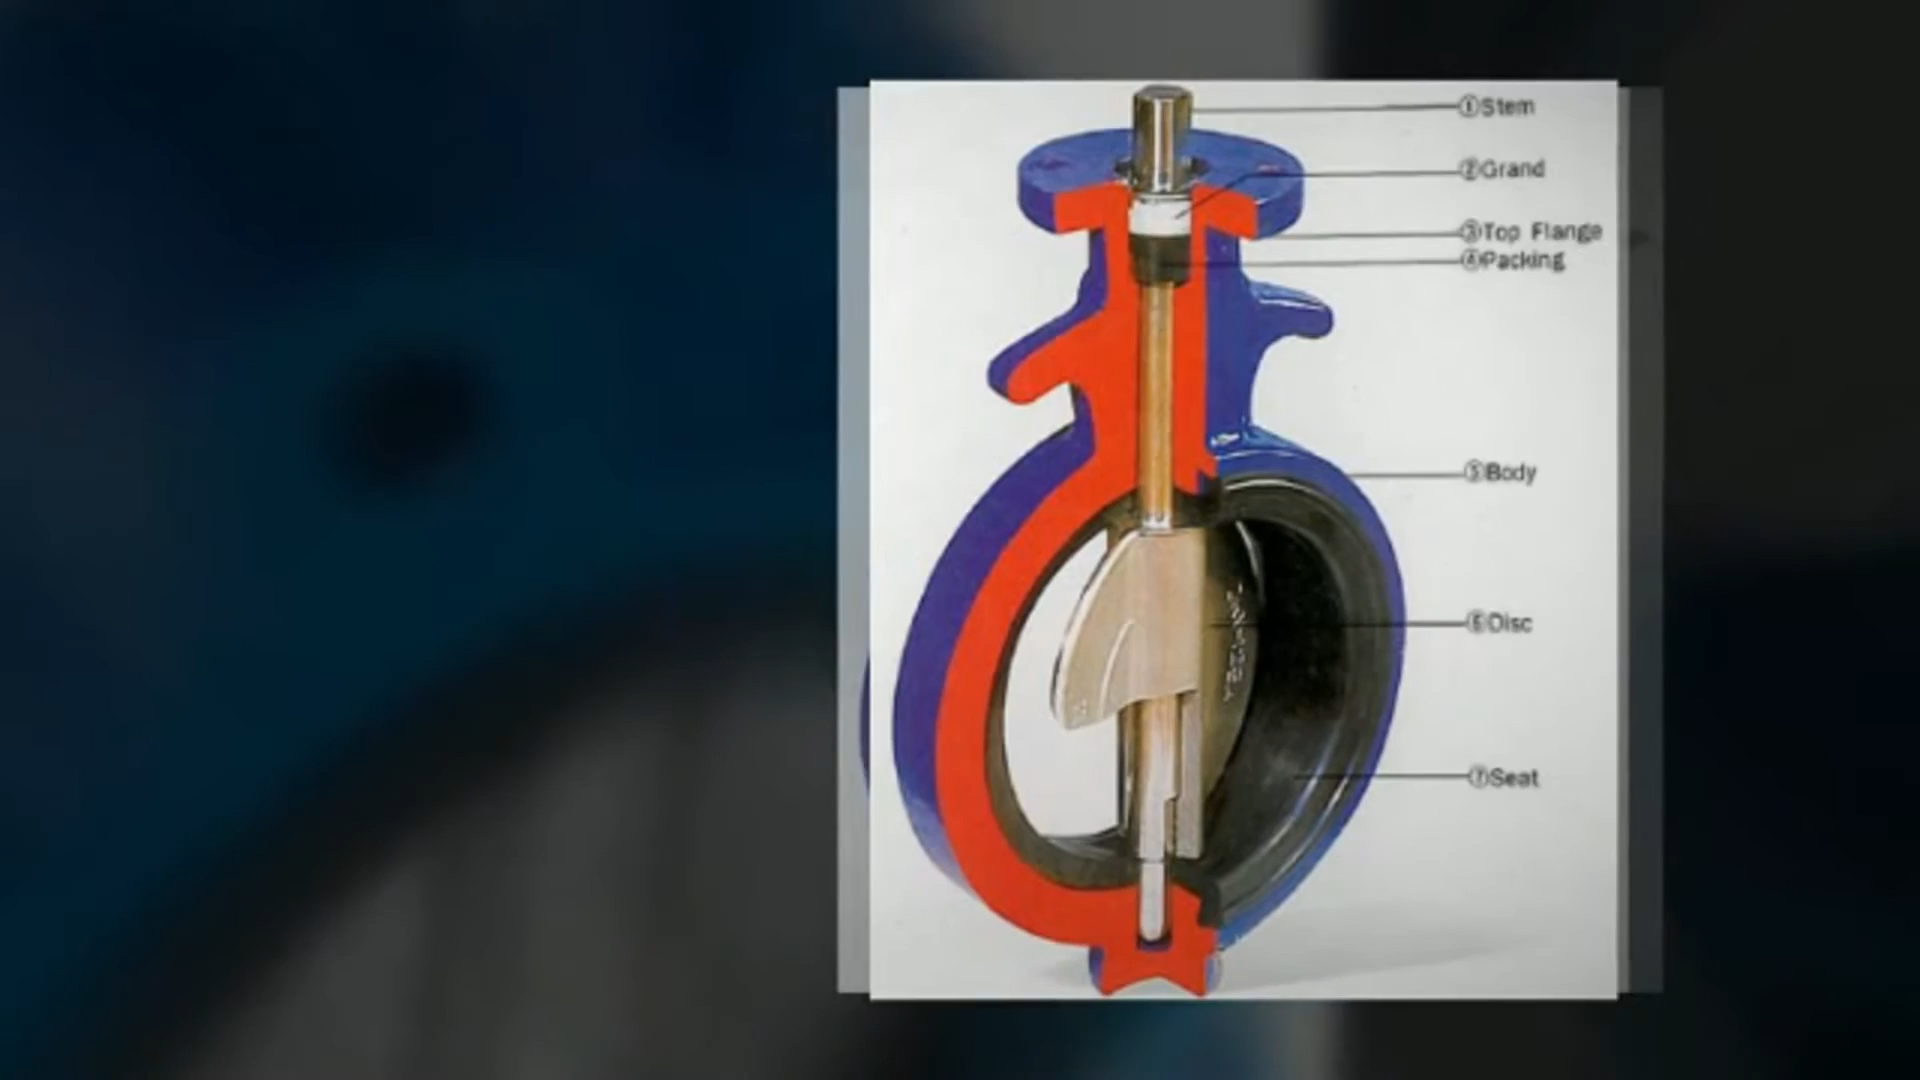 ①Stem
②Grand
③Top Flange
④Packing
⑤Body
⑥Disc
⑦Seat